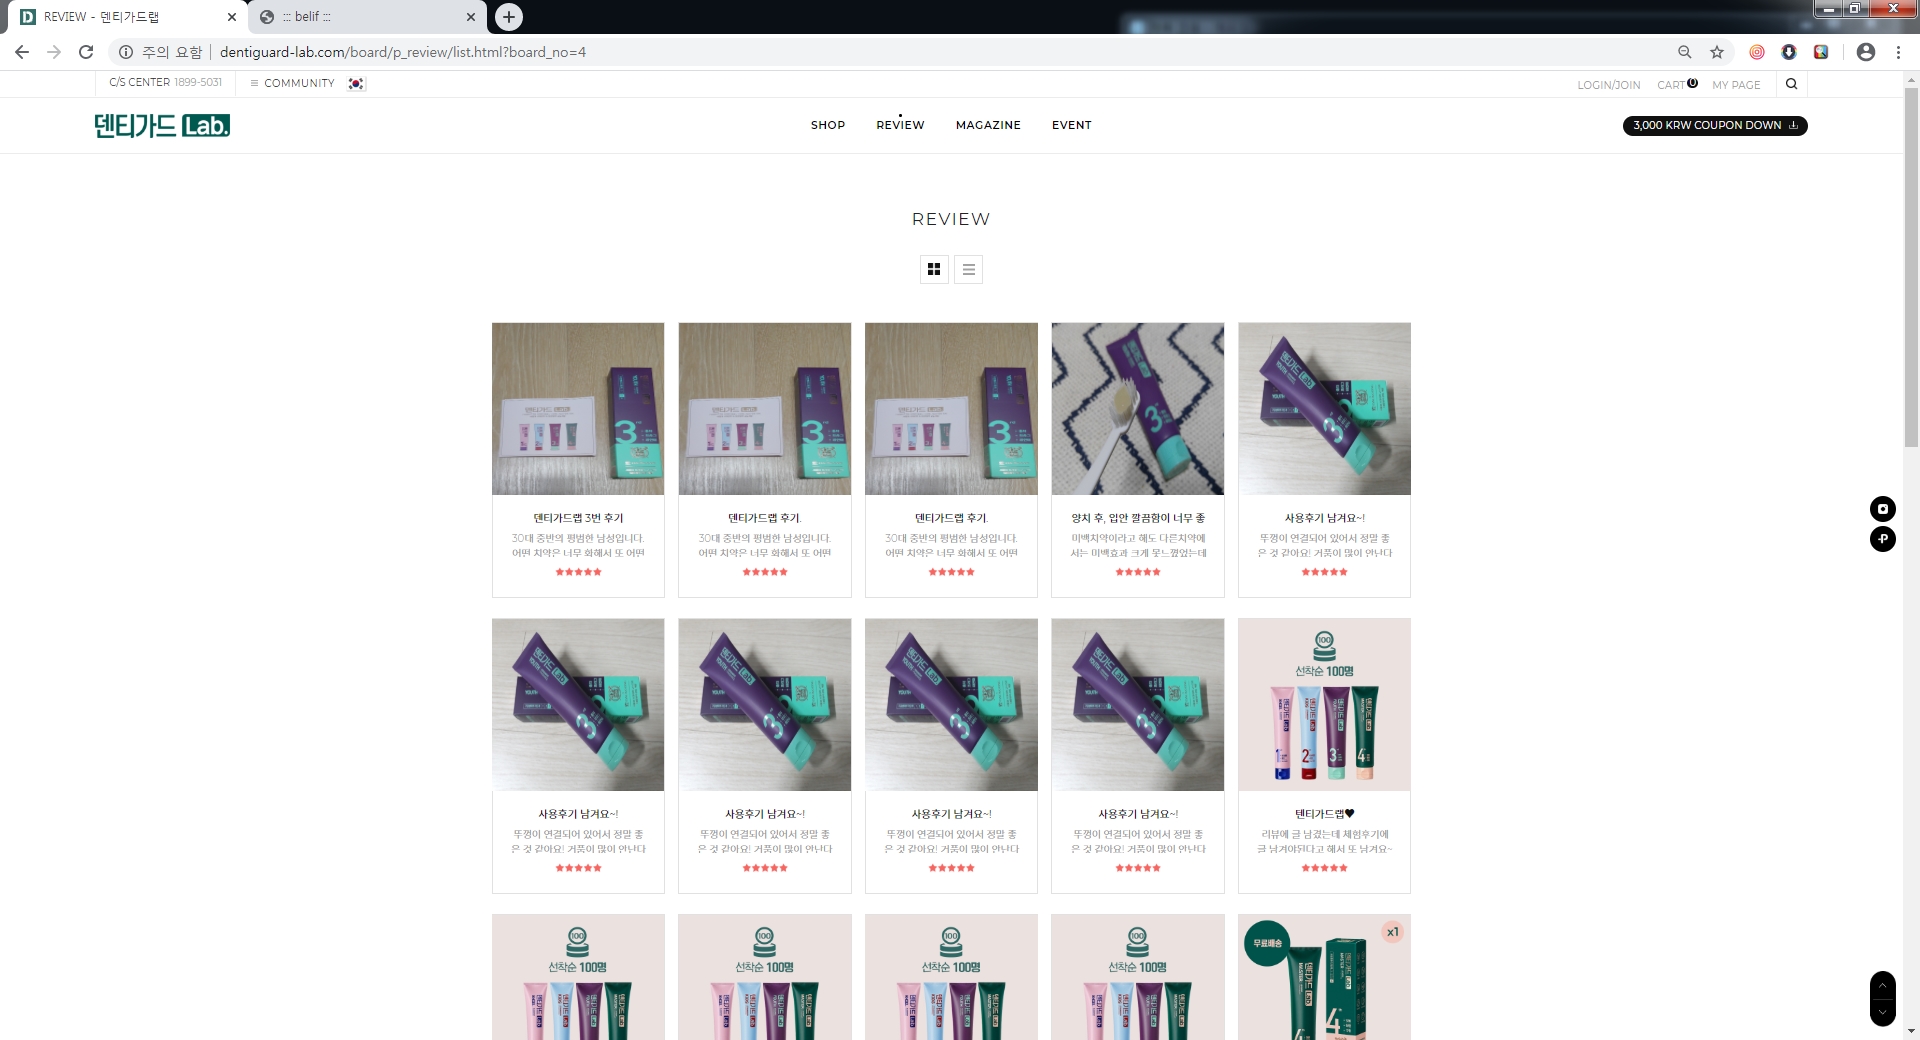 REVIEW - 덴티가드랩
::: belif :::
주의 요함
dentiguard-lab.com/board/p_review/list.html?board_no=4
C/S CENTER 1899-5031
COMMUNITY
LOGIN/JOIN
CART 0
MY PAGE
덴티가드 Lab.
SHOP
REVIEW
MAGAZINE
EVENT
3,000 KRW COUPON DOWN
REVIEW
덴티가드랩 3번 후기
30대 중반의 평범한 남성입니다.
어떤 치약은 너무 화해서 또 어떤
덴티가드랩 후기.
30대 중반의 평범한 남성입니다.
어떤 치약은 너무 화해서 또 어떤
덴티가드랩 후기.
30대 중반의 평범한 남성입니다.
어떤 치약은 너무 화해서 또 어떤
양치 후, 입안 깔끔함이 너무 좋
미백치약이라고 해도 다른치약에
서는 미백효과 크게 못느꼈었는데
사용후기 남겨요~!
뚜껑이 연결되어 있어서 정말 좋
은 것 같아요! 거품이 많이 안난다
사용후기 남겨요~!
뚜껑이 연결되어 있어서 정말 좋
은 것 같아요! 거품이 많이 안난다
사용후기 남겨요~!
뚜껑이 연결되어 있어서 정말 좋
은 것 같아요! 거품이 많이 안난다
사용후기 남겨요~!
뚜껑이 연결되어 있어서 정말 좋
은 것 같아요! 거품이 많이 안난다
사용후기 남겨요~!
뚜껑이 연결되어 있어서 정말 좋
은 것 같아요! 거품이 많이 안난다
100
선착순 100명
텐티가드랩♥
리뷰에 글 남겼는데 체험후기에
글 남겨야된다고 해서 또 남겨요~
100
선착순 100명
100
선착순 100명
100
선착순 100명
100
선착순 100명
무료배송
x1